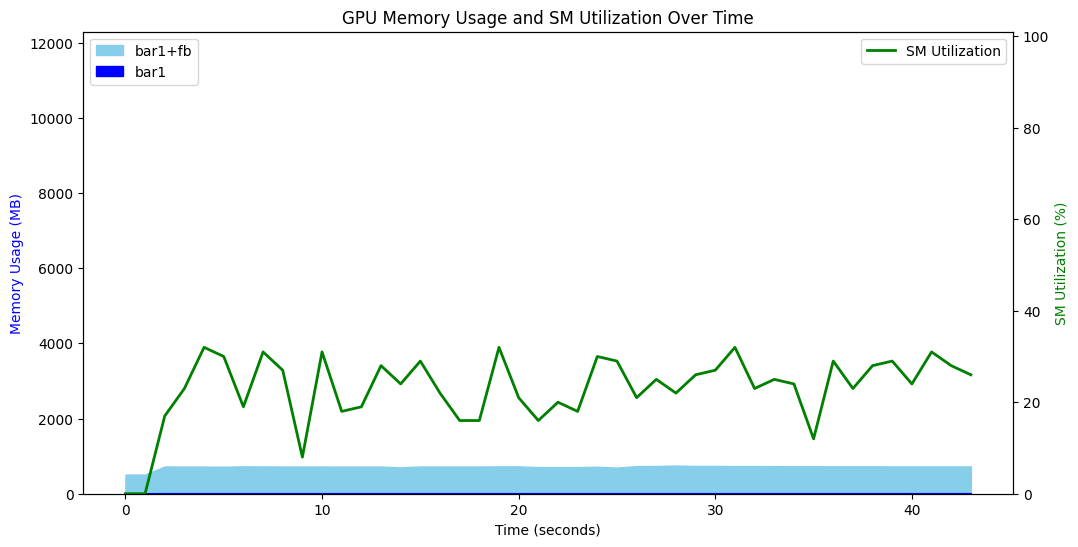 GPU Memory Usage and SM Utilization Over Time
bar1+fb
bar1
SM Utilization
Memory Usage (MB)
12000
10000
8000
6000
4000
2000
0
SM Utilization (%)
100
80
60
40
20
0
0 10 20 30 40
Time (seconds)